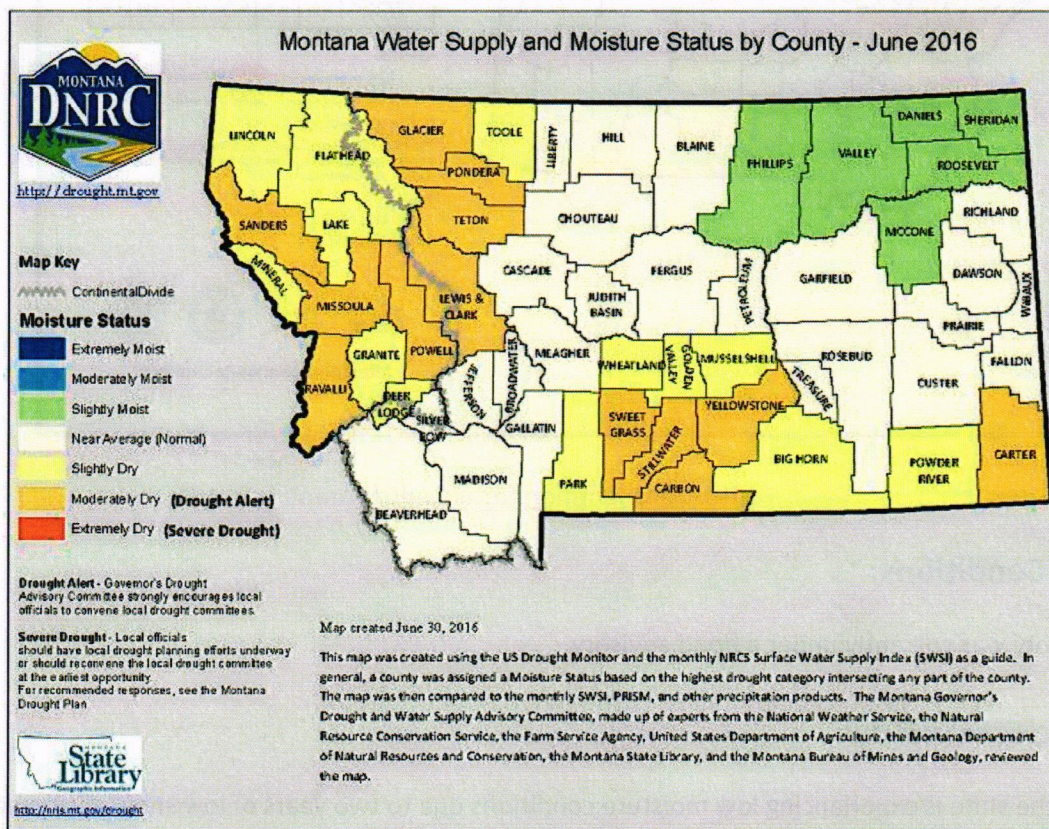 Montana Water Supply and Moisture Status by County - June 2016
MONTANA
DNRC
http://drought.mt.gov
Map Key
ContinentalDivide
Moisture Status
Extremely Moist
Moderately Moist
Slightly Moist
Near Average (Normal)
Slightly Dry
Moderately Dry (Drought Alert)
Extremely Dry (Severe Drought)
LINCOLN
FLATHEAD
GLACIER
TOOLE
LIBERTY
HILL
BLAINE
PHILLIPS
VALLEY
DANIELS
SHERIDAN
ROOSEVELT
PONDERA
SANDERS
LAKE
TETON
CHOUTEAU
RICHLAND
MCCONE
MINERAL
MISSOULA
LEWIS &
CLARK
CASCADE
JUDITH
BASIN
FERGUS
PETROLEUM
GARFIELD
DAWSON
WIBAUX
PRAIRIE
GRANITE
POWELL
RAVALLI
DEER
LODGE
SILVER
BOW
JEFFERSON
BROADWATER
MEAGHER
WHEATLAND
GOLDEN
VALLEY
MUSSELSHELL
ROSEBUD
TREASURE
CUSTER
FALLON
GALLATIN
SWEET
GRASS
STILLWATER
YELLOWSTONE
BIG HORN
POWDER
RIVER
CARTER
MADISON
PARK
CARBON
BEAVERHEAD
Drought Alert - Governor's Drought
Advisory Committee strongly encourages local
officials to convene local drought committees.
Severe Drought - Local officials
should have local drought planning efforts underway
or should reconvene the local drought committee
at the earliest opportunity.
For recommended responses, see the Montana
Drought Plan
MONTANA
State
Library
Geographic Information
http://nris.mt.gov/drought
Map created June 30, 2016
This map was created using the US Drought Monitor and the monthly NRCS Surface Water Supply Index (SWSI) as a guide. In
general, a county was assigned a Moisture Status based on the highest drought category intersecting any part of the county.
The map was then compared to the monthly SWSI, PRISM, and other precipitation products. The Montana Governor's
Drought and Water Supply Advisory Committee, made up of experts from the National Weather Service, the Natural
Resource Conservation Service, the Farm Service Agency, United States Department of Agriculture, the Montana Department
of Natural Resources and Conservation, the Montana State Library, and the Montana Bureau of Mines and Geology, reviewed
the map.